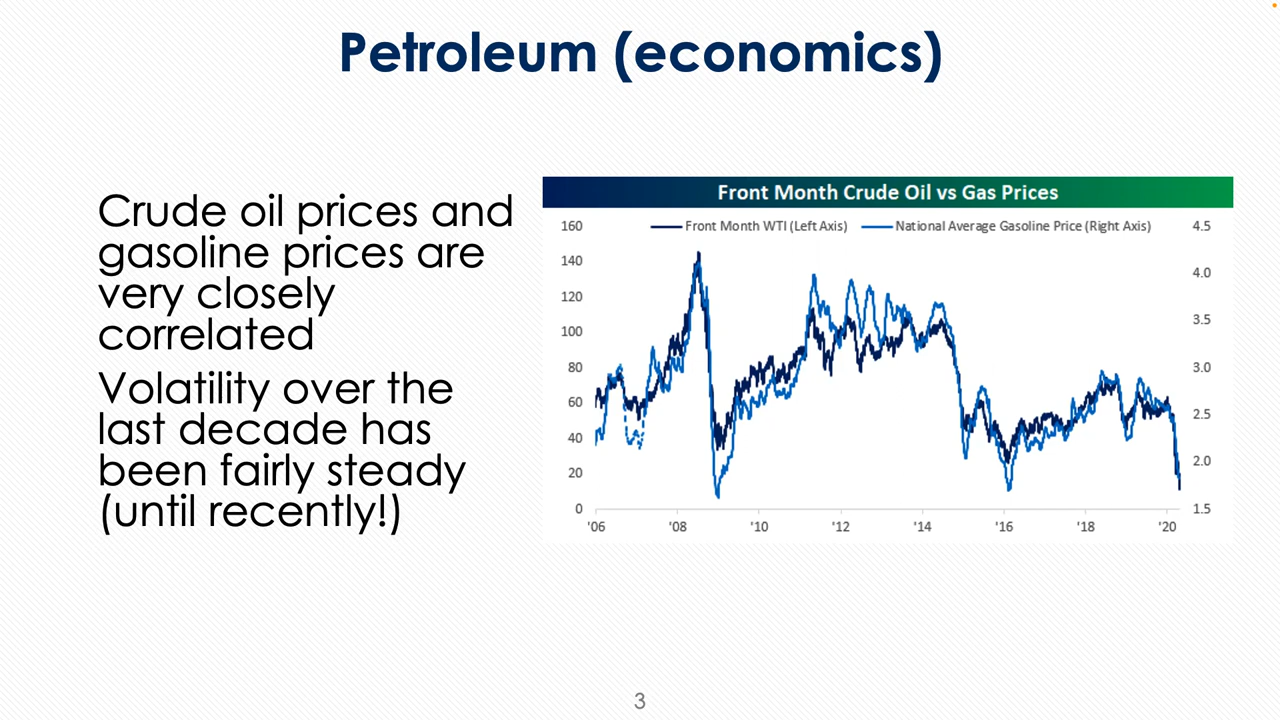 Petroleum (economics)
Crude oil prices and
gasoline prices are
very closely
correlated
Volatility over the
last decade has
been fairly steady
(until recently!)
Front Month Crude Oil vs Gas Prices
Front Month WTI (Left Axis)
National Average Gasoline Price (Right Axis)
160
140
120
100
80
60
40
20
0
4.5
4.0
3.5
3.0
2.5
2.0
1.5
'06 '08 '10 '12 '14 '16 '18 '20
3